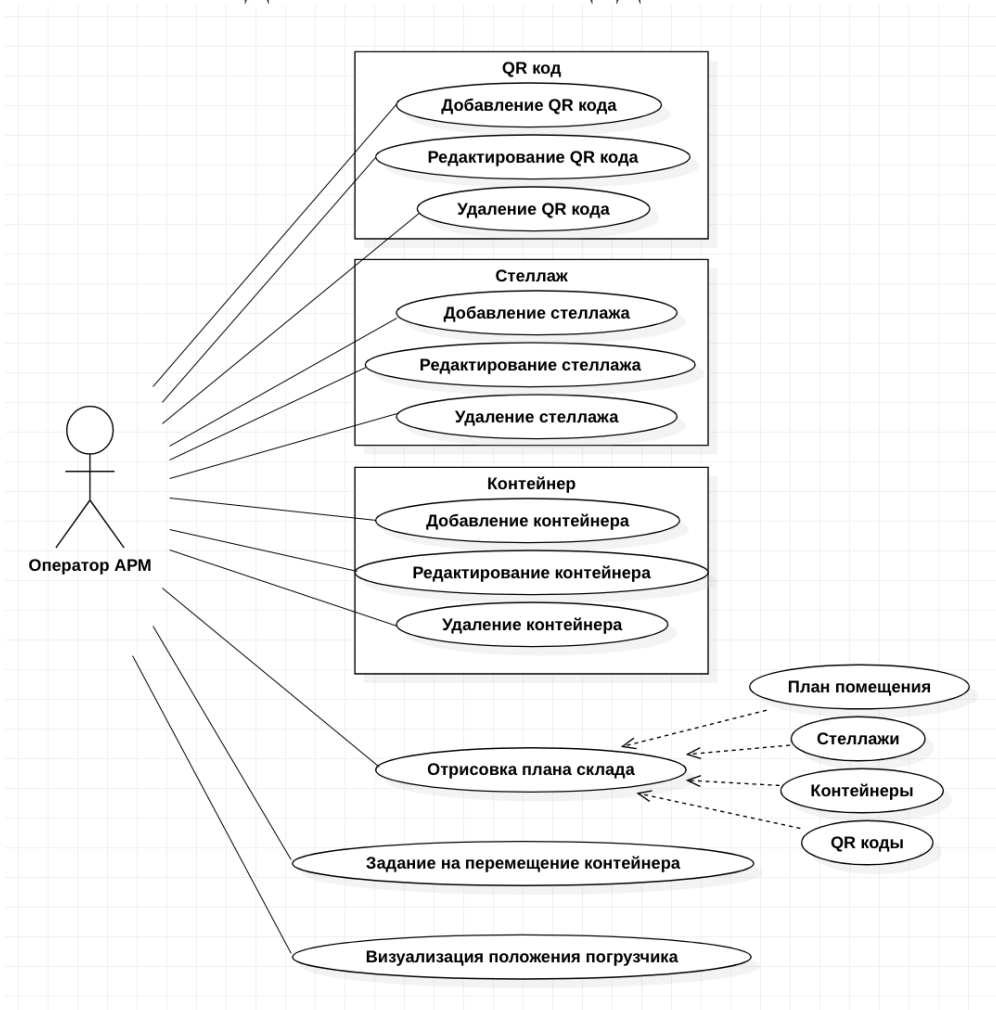 QR код
Добавление QR кода
Редактирование QR кода
Удаление QR кода
Стеллаж
Добавление стеллажа
Редактирование стеллажа
Удаление стеллажа
Контейнер
Добавление контейнера
Редактирование контейнера
Удаление контейнера
Оператор АРМ
План помещения
Стеллажи
Отрисовка плана склада
Контейнеры
QR коды
Задание на перемещение контейнера
Визуализация положения погрузчика